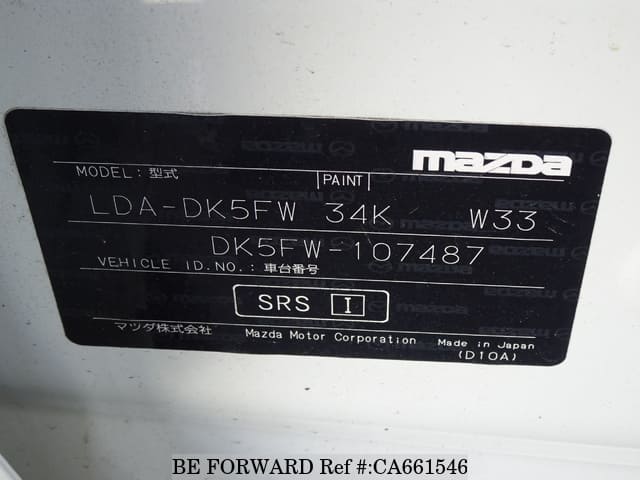 mazda
MODEL : 型式 PAINT
LDA-DK5FW 34K W33
DK5FW-107487
VEHICLE ID.NO.: 車台番号
SRS I
マツダ株式会社 Mazda Motor Corporation Made in Japan
(D10A)
BE FORWARD Ref #:CA661546